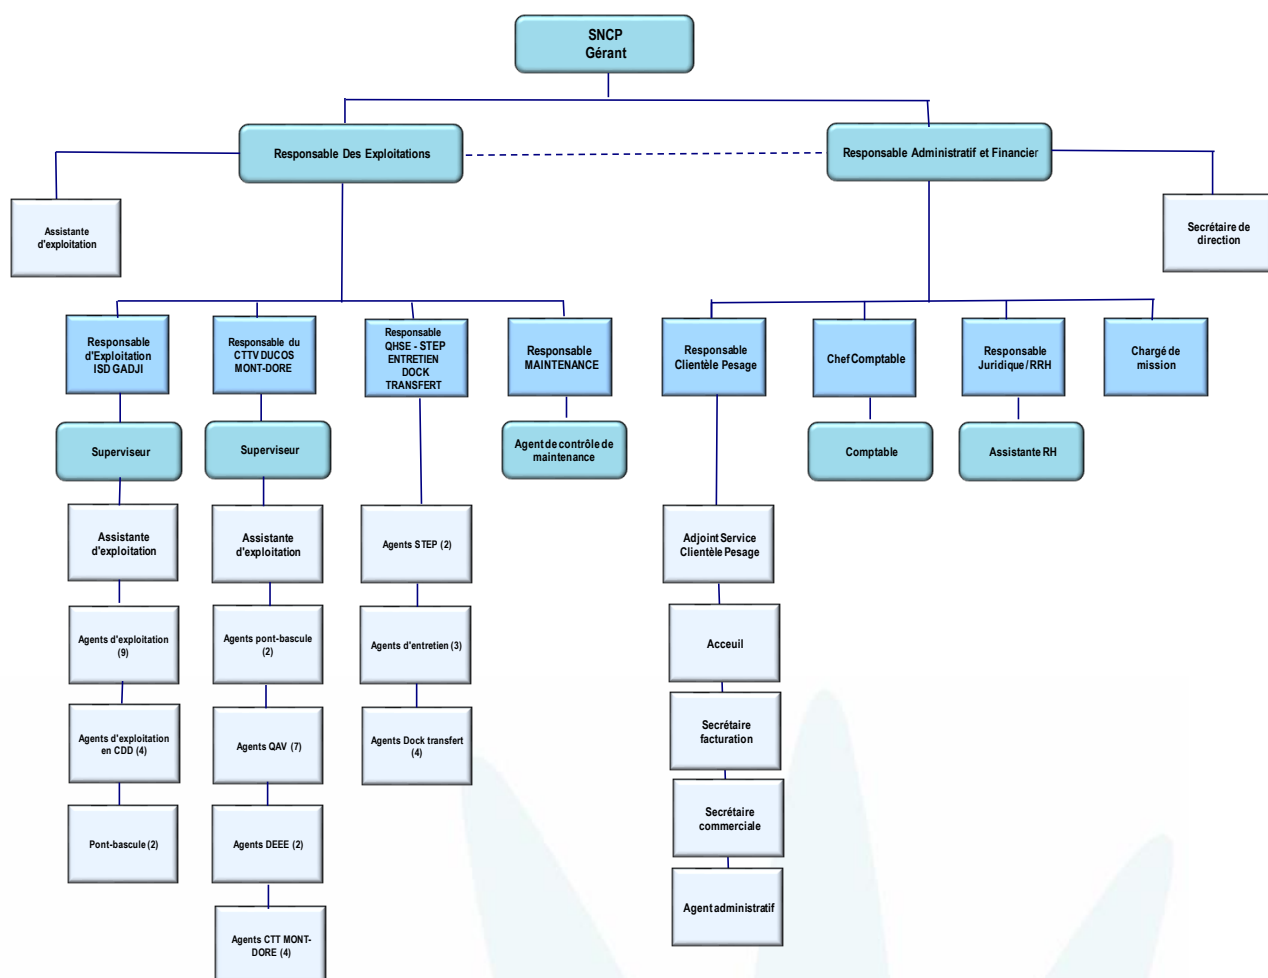 SNCP
Gérant
Responsable Des Exploitations
Responsable Administratif et Financier
Assistante
d'exploitation
Secrétaire de
direction
Responsable
d'Exploitation
ISD GADJI
Responsable du
CTTV DUCOS
MONT-DORE
Responsable
QHSE - STEP
ENTRETIEN
DOCK
TRANSFERT
Responsable
MAINTENANCE
Responsable
Clientèle Pesage
Chef Comptable
Responsable
Juridique / RRH
Chargé de
mission
Superviseur
Superviseur
Agent de contrôle de
maintenance
Comptable
Assistante RH
Assistante
d'exploitation
Assistante
d'exploitation
Agents STEP (2)
Adjoint Service
Clientèle Pesage
Agents d'exploitation
(9)
Agents pont-bascule
(2)
Agents d'entretien (3)
Acceuil
Agents d'exploitation
en CDD (4)
Agents QAV (7)
Agents Dock transfert
(4)
Secrétaire
facturation
Pont-bascule (2)
Agents DEEE (2)
Secrétaire
commerciale
Agents CTT MONT-
DORE (4)
Agent administratif